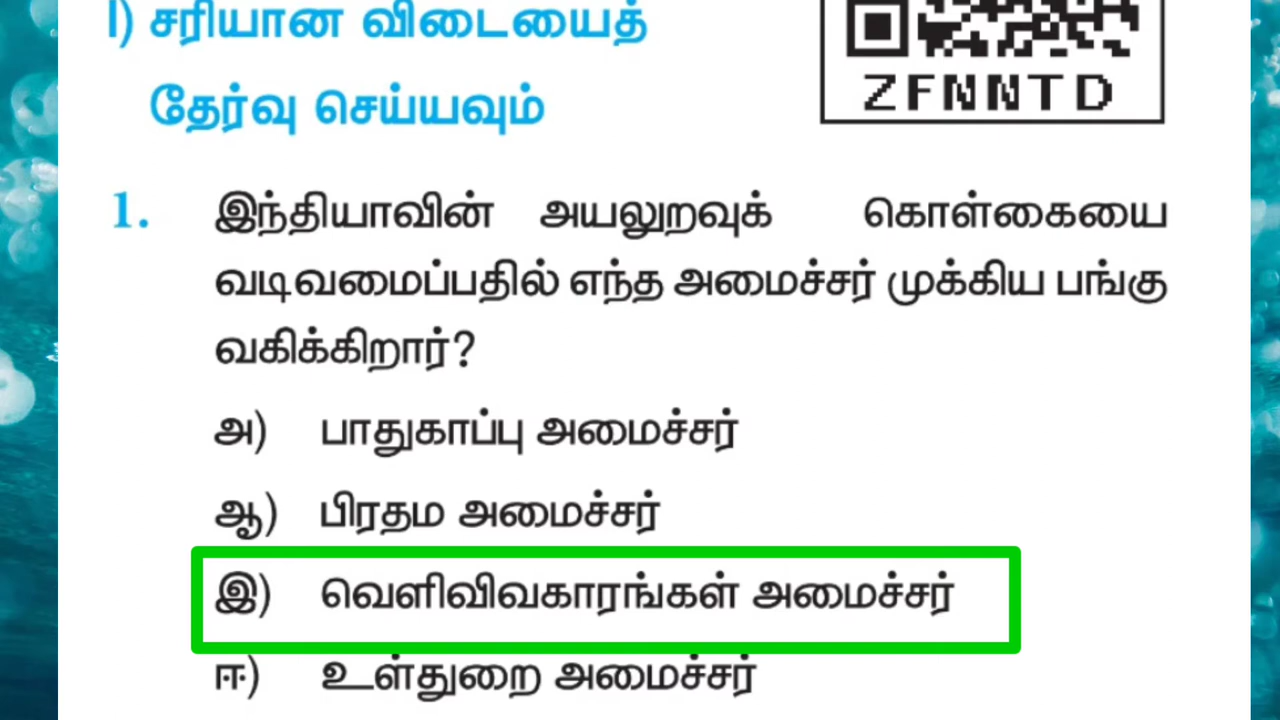 I) சரியான விடையைத்
தேர்வு செய்யவும்
ZFNNTD
1. இந்தியாவின் அயலுறவுக் கொள்கையை
வடிவமைப்பதில் எந்த அமைச்சர் முக்கிய பங்கு
வகிக்கிறார்?
அ) பாதுகாப்பு அமைச்சர்
ஆ) பிரதம அமைச்சர்
இ) வெளிவிவகாரங்கள் அமைச்சர்
ஈ) உள்துறை அமைச்சர்